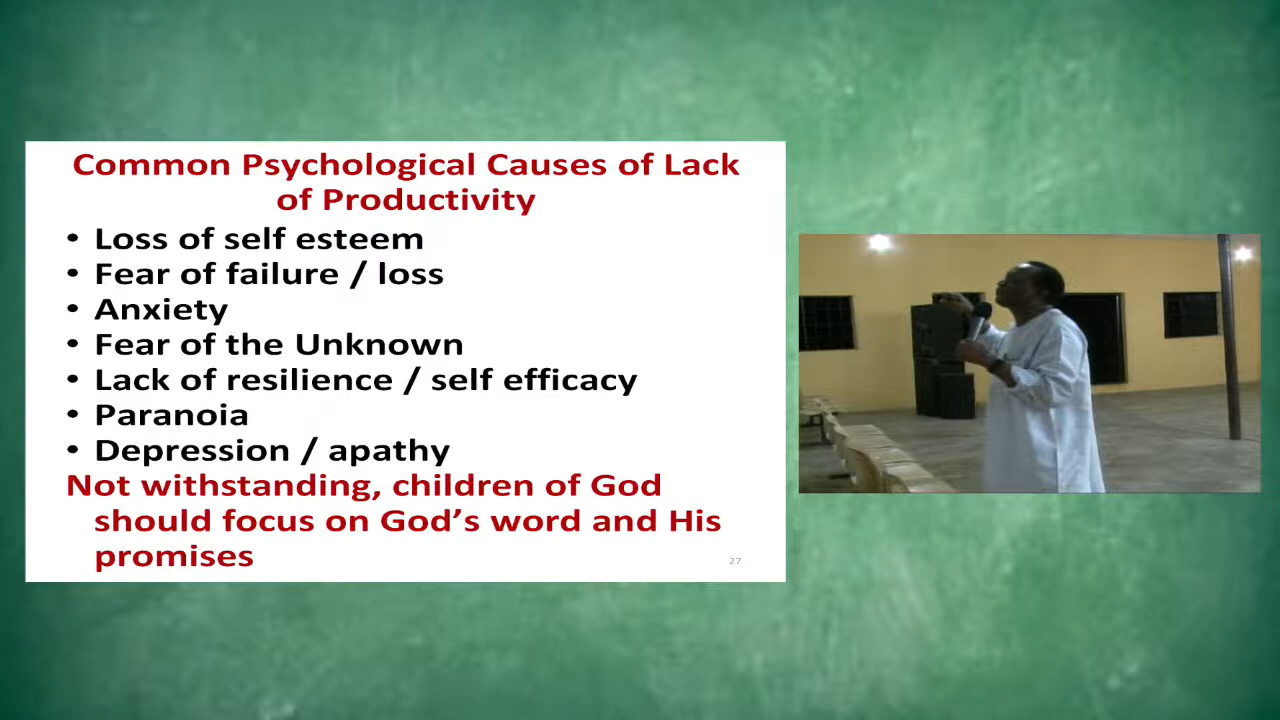 Common Psychological Causes of Lack
of Productivity
• Loss of self esteem
• Fear of failure / loss
• Anxiety
• Fear of the Unknown
• Lack of resilience / self efficacy
• Paranoia
• Depression / apathy
Not withstanding, children of God
should focus on God’s word and His
promises
27